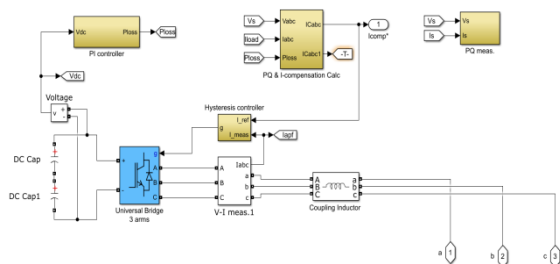 Vdc
Ploss
PI controller
Ploss
Vdc
Voltage
v
+
-
DC Cap
DC Cap1
+
-
g
A
B
C
Universal Bridge
3 arms
Vs
Iload
Ploss
Vabc
Iabc
Ploss
ICabc
ICabc1
PQ & I-compensation Calc
-T-
1
Icomp*
Vs
Is
Vs
Is
PQ meas.
Hysteresis controller
g
I_ref
I_meas
Iapf
A
B
C
Iabc
a
b
c
V-I meas.1
A
B
C
a
b
c
Coupling Inductor
a
1
b
2
c
3